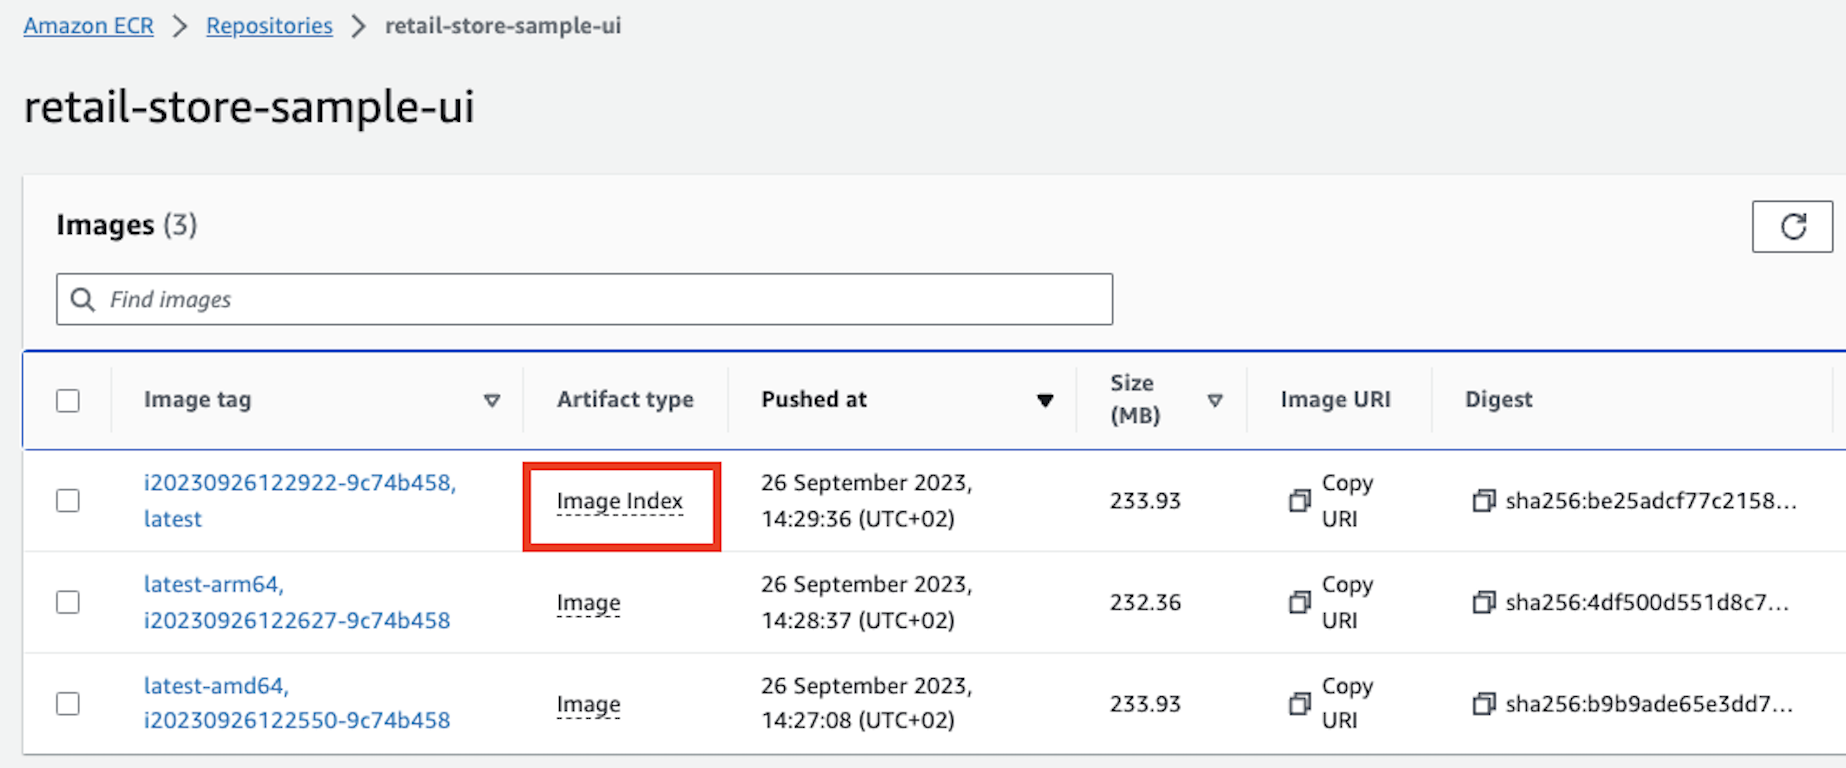 Amazon ECR > Repositories > retail-store-sample-ui
retail-store-sample-ui
Images (3)
Find images
Image tag Artifact type Pushed at Size (MB) Image URI Digest
i20230926122922-9c74b458, latest Image Index 26 September 2023, 14:29:36 (UTC+02) 233.93 Copy URI sha256:be25adcf77c2158...
latest-arm64, i20230926122627-9c74b458 Image 26 September 2023, 14:28:37 (UTC+02) 232.36 Copy URI sha256:4df500d551d8c7...
latest-amd64, i20230926122550-9c74b458 Image 26 September 2023, 14:27:08 (UTC+02) 233.93 Copy URI sha256:b9b9ade65e3dd7...